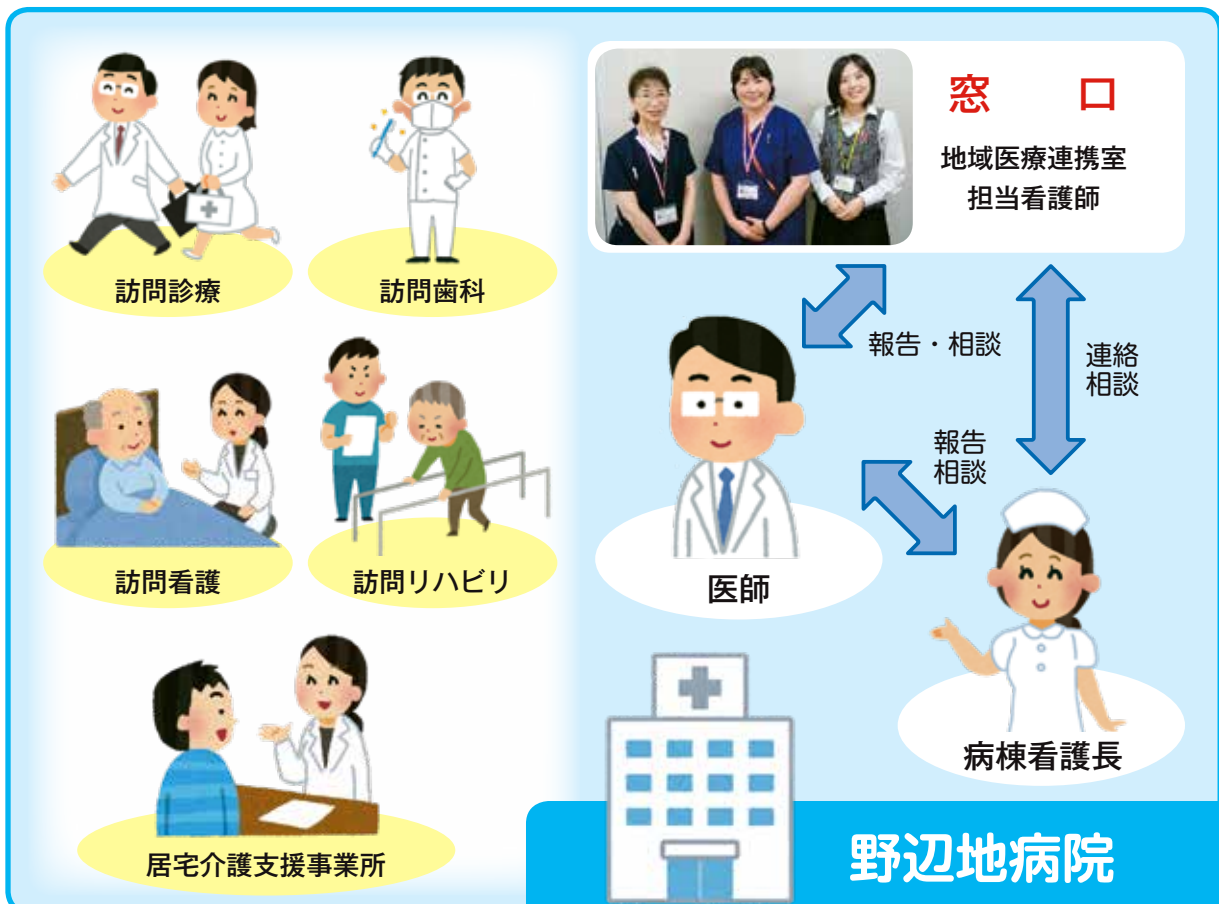 訪問診療
訪問歯科
訪問看護
訪問リハビリ
居宅介護支援事業所
窓口
地域医療連携室
担当看護師
報告・相談
連絡
相談
報告
相談
医師
病棟看護長
野辺地病院